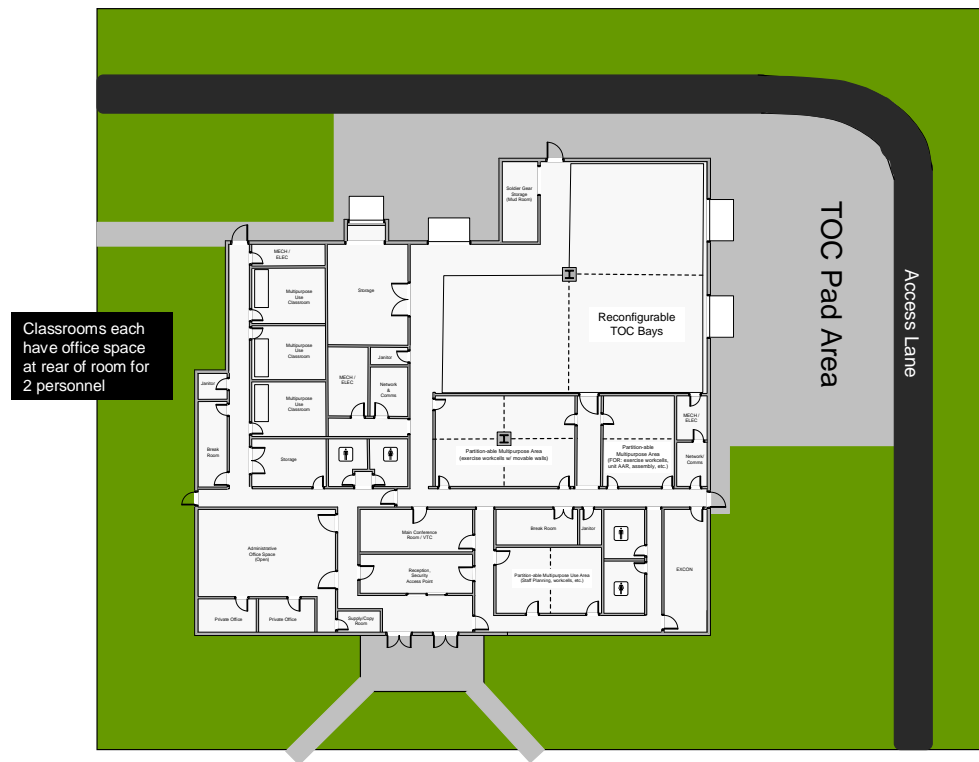 Soldier Gear
Storage
(Mud Room)
MECH /
ELEC
Multipurpose
Use
Classroom
Storage
TOC Pad Area
Access Lane
Reconfigurable
TOC Bays
Classrooms each
have office space
at rear of room for
2 personnel
Multipurpose
Use
Classroom
Janitor
MECH /
ELEC
Network
&
Comms
Janitor
Multipurpose
Use
Classroom
MECH /
ELEC
Break
Room
Storage
Partition-able Multipurpose Area
(exercise workcells w/ movable walls)
Partition-able
Multipurpose Area
(FOR: exercise workcells,
unit AAR, assembly, etc.)
Network/
Comms
Main Conference
Room / VTC
Break Room
Janitor
Administrative
Office Space
(Open)
Reception,
Security
Access Point
Partition-able Multipurpose Use Area
(Staff Planning, workcells, etc.)
EXCON
Private Office
Private Office
Supply/Copy
Room